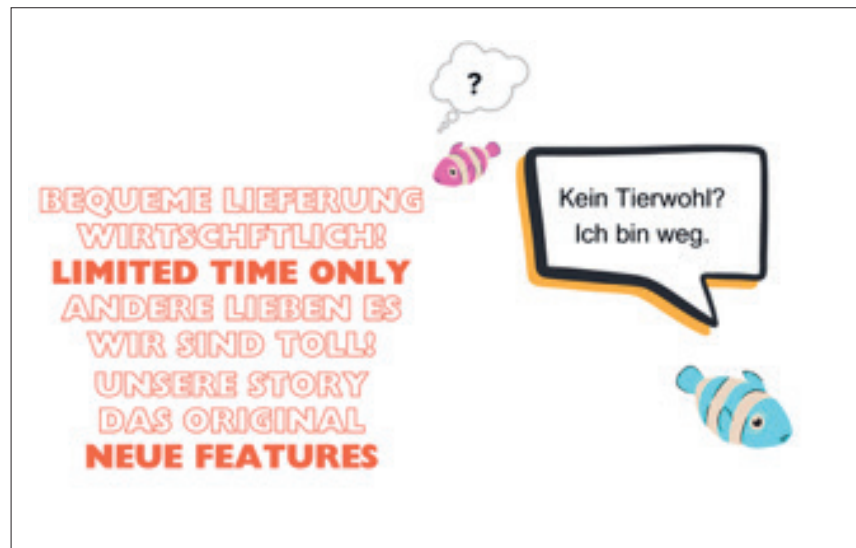 ?
Kein Tierwohl?
Ich bin weg.
BEQUEME LIEFERUNG
WIRTSCHFTLICH!
LIMITED TIME ONLY
ANDERE LIEBEN ES
WIR SIND TOLL!
UNSERE STORY
DAS ORIGINAL
NEUE FEATURES